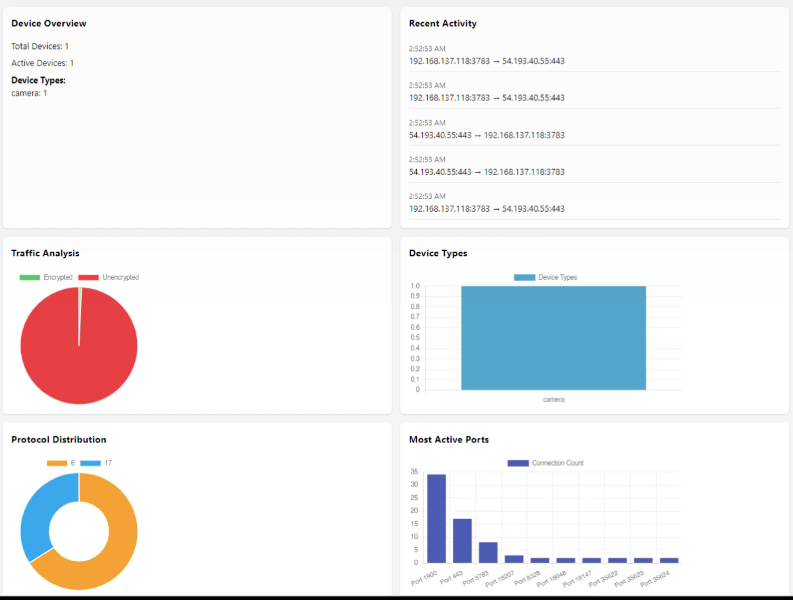 Device Overview
Total Devices: 1
Active Devices: 1
Device Types:
camera: 1
Recent Activity
2:52:53 AM
192.168.137.118:3783 → 54.193.40.55:443
2:52:53 AM
192.168.137.118:3783 → 54.193.40.55:443
2:52:53 AM
54.193.40.55:443 → 192.168.137.118:3783
2:52:53 AM
54.193.40.55:443 → 192.168.137.118:3783
2:52:53 AM
192.168.137.118:3783 → 54.193.40.55:443
Traffic Analysis
Encrypted Unencrypted
Device Types
Device Types
1.0
0.9
0.8
0.7
0.6
0.5
0.4
0.3
0.2
0.1
0
camera
Protocol Distribution
6 17
Most Active Ports
Connection Count
35
30
25
20
15
10
5
0
Port 1900 Port 443 Port 3783 Port 18207 Port 6328 Port 18046 Port 18147 Port 35622 Port 35623 Port 35624